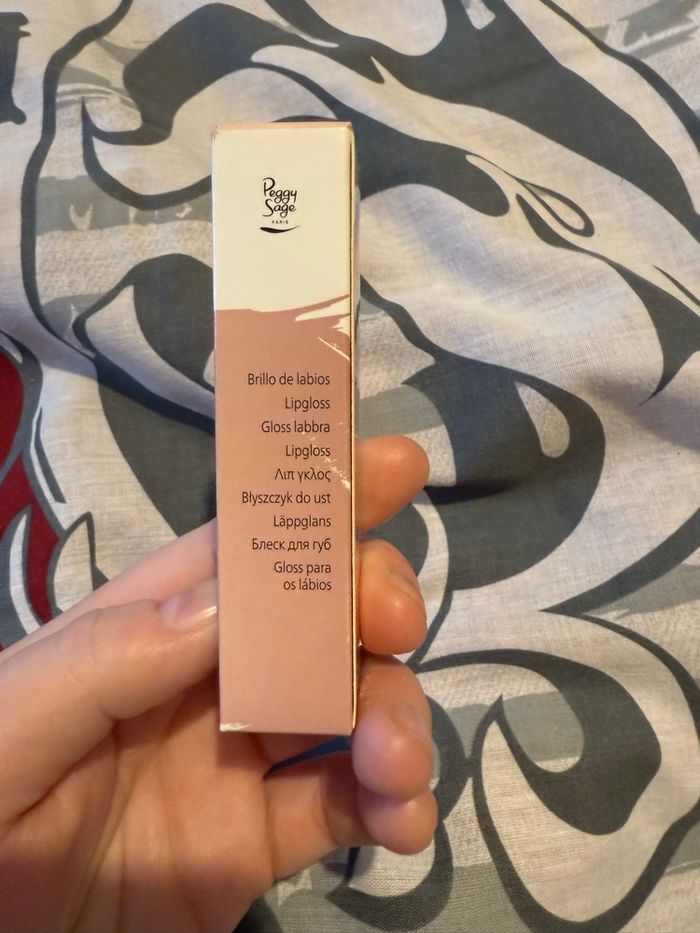 Peggy
Sage
PARIS
Brillo de labios
Lipgloss
Gloss labbra
Lipgloss
Λιπ γκλος
Błyszczyk do ust
Läppglans
Блеск для губ
Gloss para
os lábios